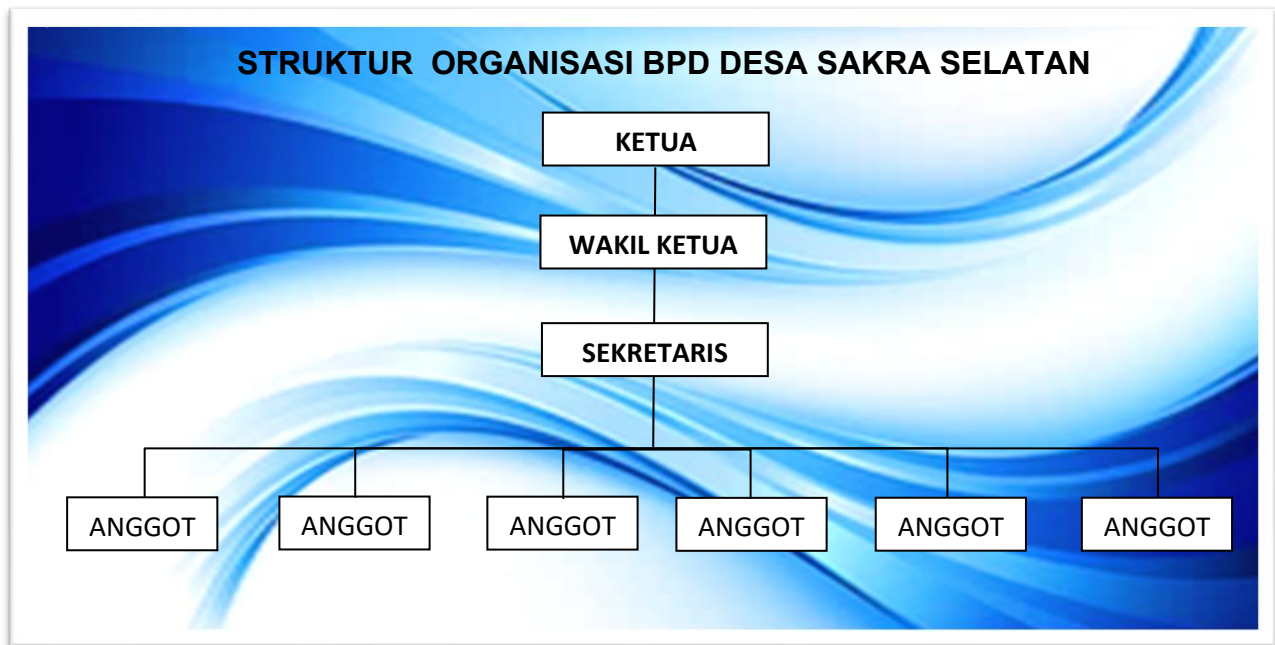 STRUKTUR ORGANISASI BPD DESA SAKRA SELATAN
KETUA
WAKIL KETUA
SEKRETARIS
ANGGOT ANGGOT ANGGOT ANGGOT ANGGOT ANGGOT